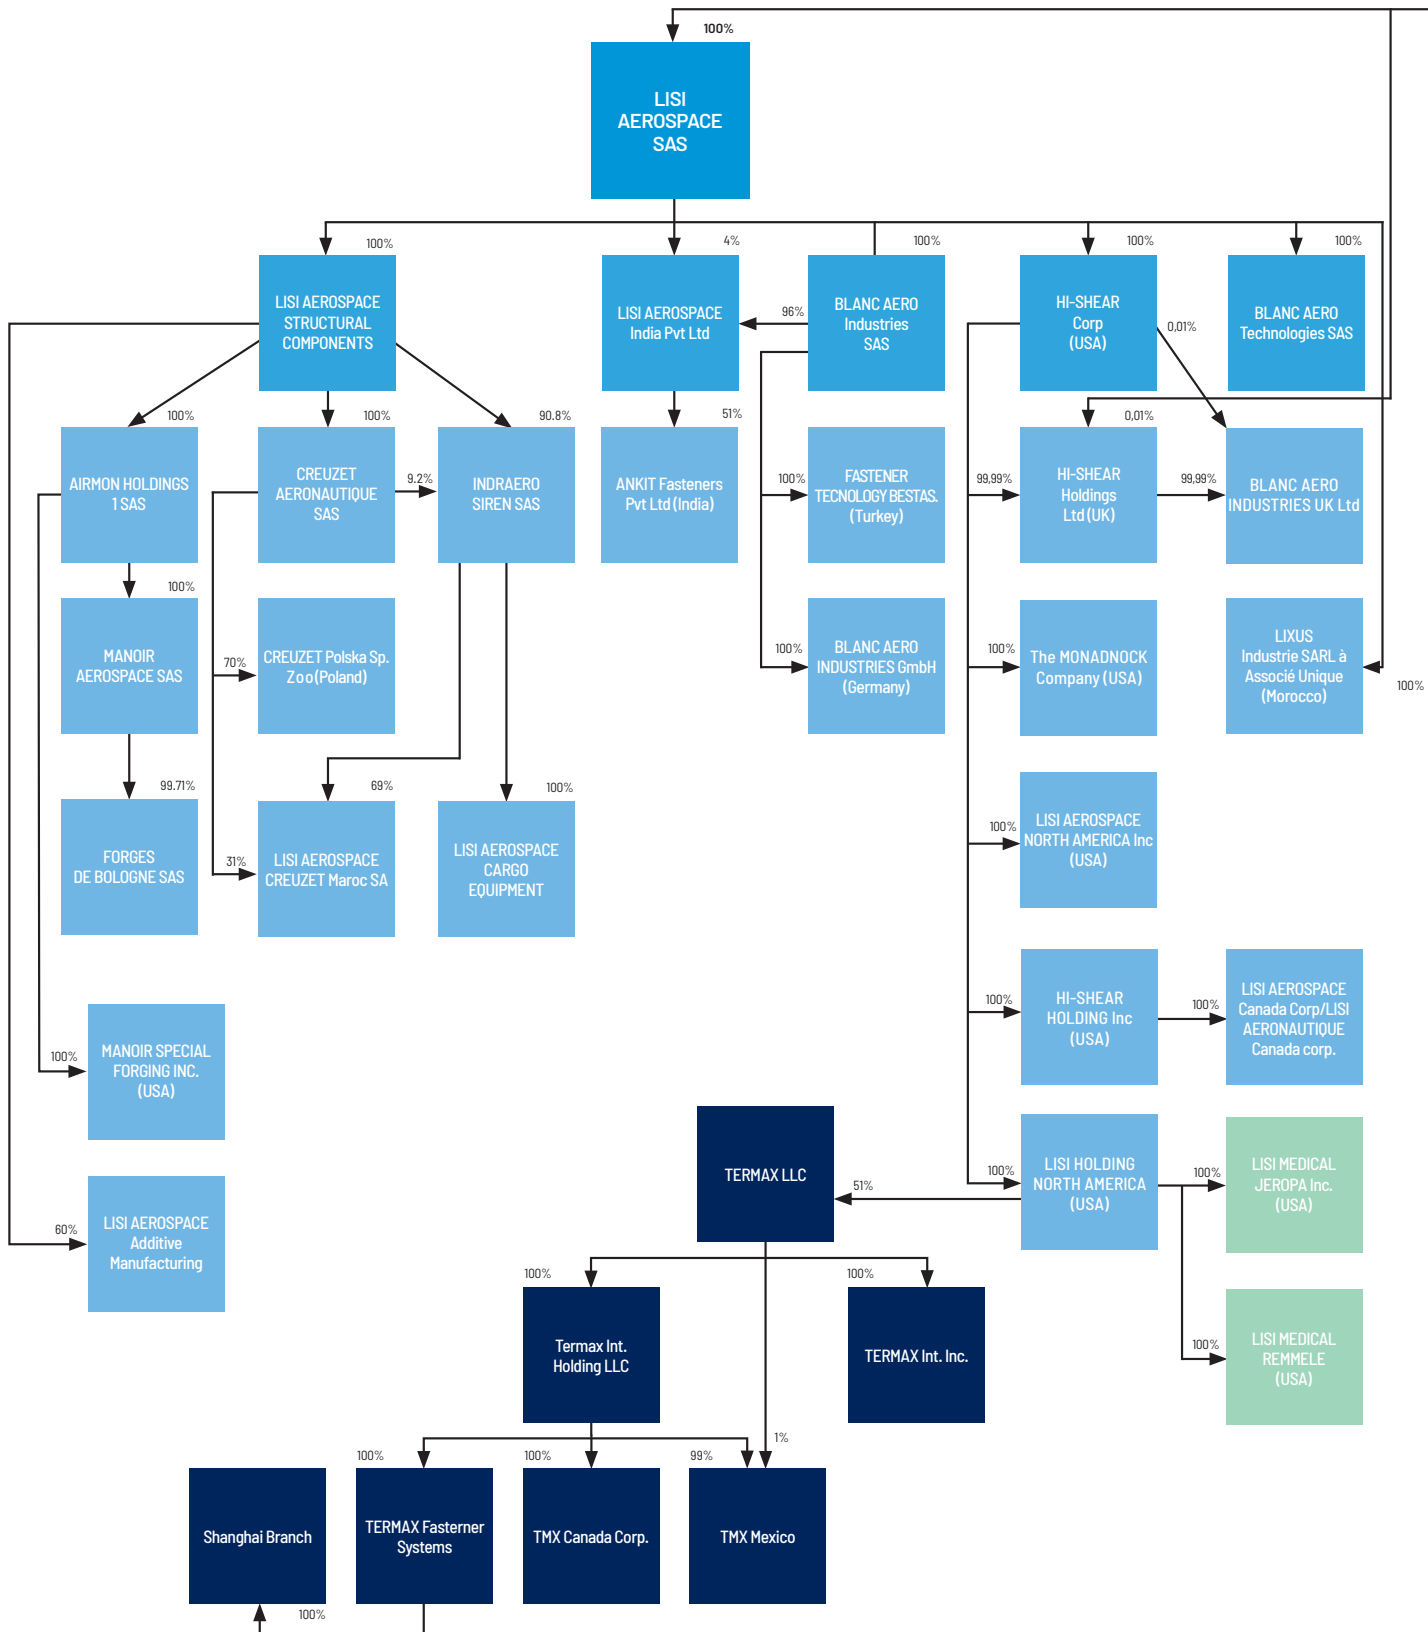 100%
LISI
AEROSPACE
SAS
100%
4%
100%
100%
100%
LISI AEROSPACE
STRUCTURAL
COMPONENTS
LISI AEROSPACE
India Pvt Ltd
96%
BLANC AERO
Industries
SAS
HI-SHEAR
Corp
(USA)
0,01%
BLANC AERO
Technologies SAS
100%
100%
90.8%
51%
0,01%
AIRMON HOLDINGS
1 SAS
CREUZET
AERONAUTIQUE
SAS
9.2%
INDRAERO
SIREN SAS
ANKIT Fasteners
Pvt Ltd (India)
100%
FASTENER
TECNOLOGY BESTAS.
(Turkey)
99,99%
HI-SHEAR
Holdings
Ltd (UK)
99,99%
BLANC AERO
INDUSTRIES UK Ltd
100%
MANOIR
AEROSPACE SAS
70%
CREUZET Polska Sp.
Zoo (Poland)
100%
BLANC AERO
INDUSTRIES GmbH
(Germany)
100%
The MONADNOCK
Company (USA)
LIXUS
Industrie SARL à
Associé Unique
(Morocco)
100%
99.71%
69%
100%
FORGES
DE BOLOGNE SAS
31%
LISI AEROSPACE
CREUZET Maroc SA
LISI AEROSPACE
CARGO
EQUIPMENT
100%
LISI AEROSPACE
NORTH AMERICA Inc
(USA)
100%
HI-SHEAR
HOLDING Inc
(USA)
100%
LISI AEROSPACE
Canada Corp/LISI
AERONAUTIQUE
Canada corp.
100%
MANOIR SPECIAL
FORGING INC.
(USA)
TERMAX LLC
51%
100%
LISI HOLDING
NORTH AMERICA
(USA)
100%
LISI MEDICAL
JEROPA Inc.
(USA)
60%
LISI AEROSPACE
Additive
Manufacturing
100%
100%
Termax Int.
Holding LLC
TERMAX Int. Inc.
100%
LISI MEDICAL
REMMELE
(USA)
100%
100%
99%
1%
Shanghai Branch
TERMAX Fasterner
Systems
TMX Canada Corp.
TMX Mexico
100%